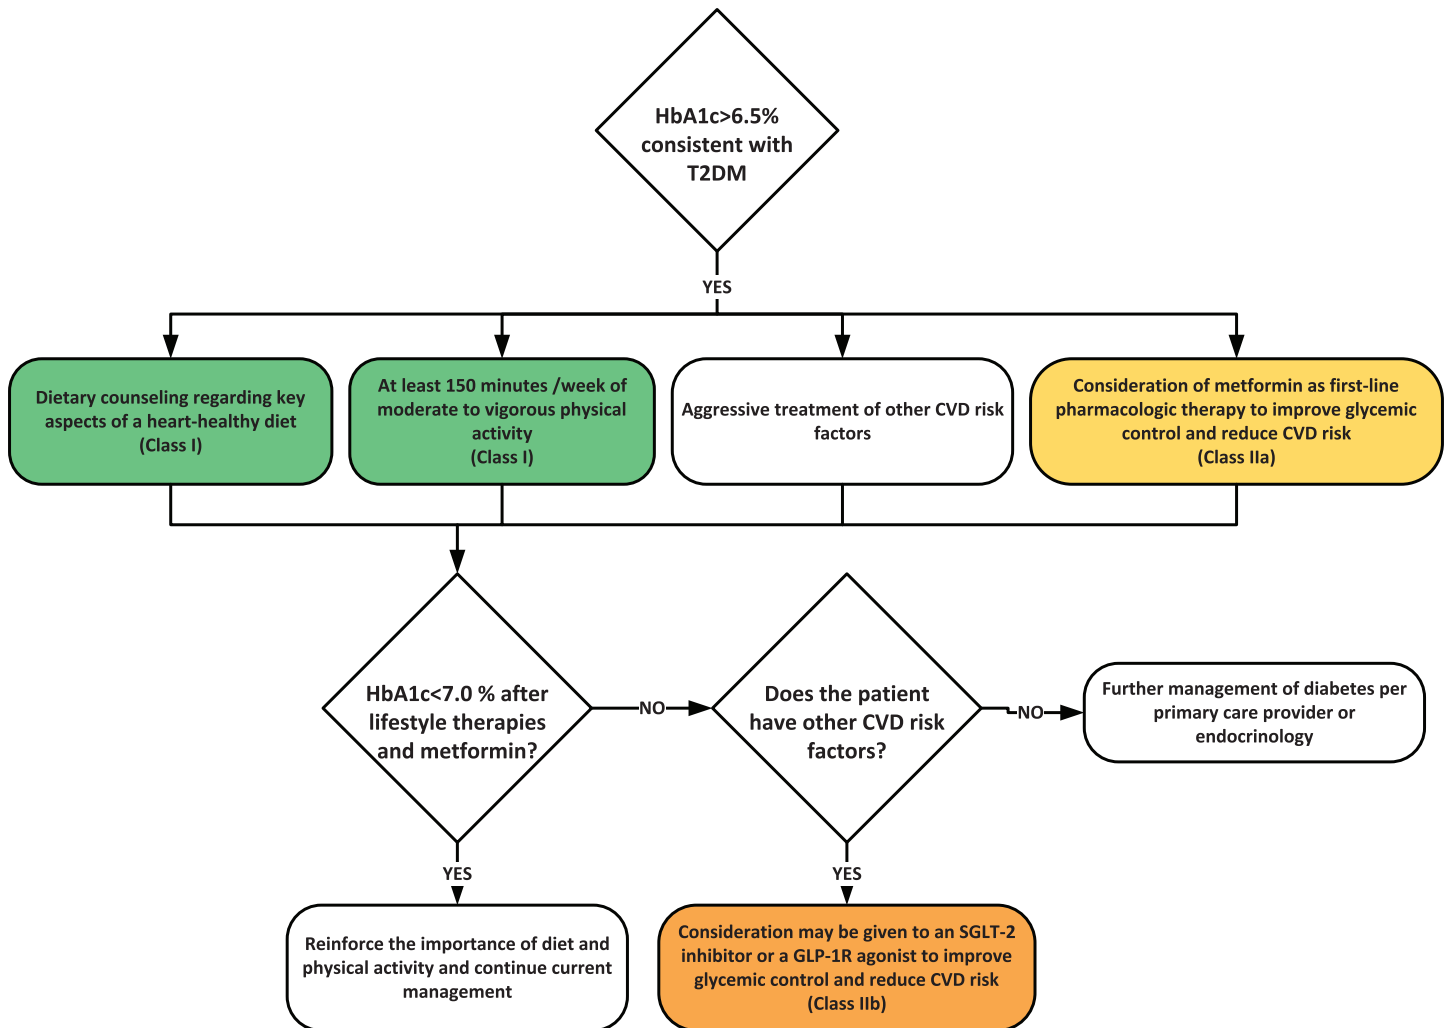 HbA1c>6.5%
consistent with
T2DM
YES
Dietary counseling regarding key
aspects of a heart-healthy diet
(Class I)
At least 150 minutes /week of
moderate to vigorous physical
activity
(Class I)
Aggressive treatment of other CVD risk
factors
Consideration of metformin as first-line
pharmacologic therapy to improve glycemic
control and reduce CVD risk
(Class IIa)
HbA1c<7.0 % after
lifestyle therapies
and metformin?
NO
Does the patient
have other CVD risk
factors?
NO
Further management of diabetes per
primary care provider or
endocrinology
YES
Reinforce the importance of diet and
physical activity and continue current
management
YES
Consideration may be given to an SGLT-2
inhibitor or a GLP-1R agonist to improve
glycemic control and reduce CVD risk
(Class IIb)